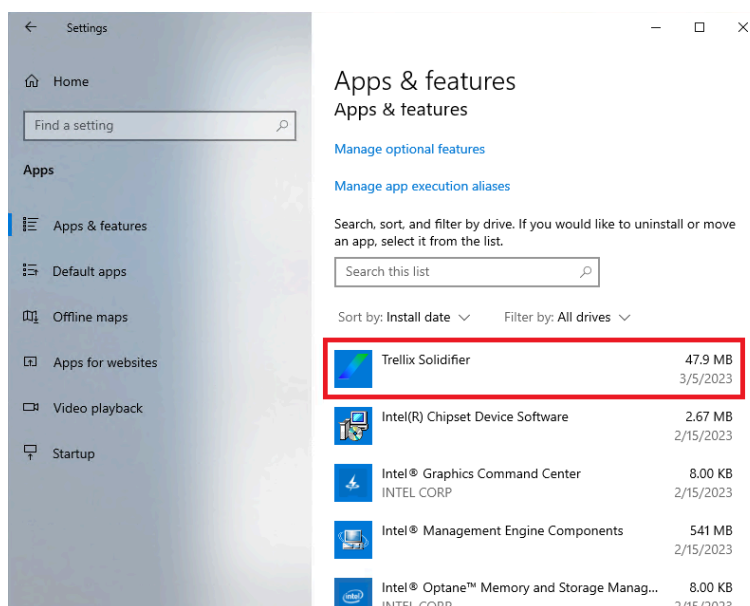 Settings
Home
Find a setting
Apps
Apps & features
Default apps
Offline maps
Apps for websites
Video playback
Startup
Apps & features
Apps & features
Manage optional features
Manage app execution aliases
Search, sort, and filter by drive. If you would like to uninstall or move
an app, select it from the list.
Search this list
Sort by: Install date
Filter by: All drives
Trellix Solidifier 47.9 MB
3/5/2023
Intel(R) Chipset Device Software 2.67 MB
2/15/2023
Intel® Graphics Command Center 8.00 KB
INTEL CORP 2/15/2023
Intel® Management Engine Components 541 MB
2/15/2023
Intel® Optane™ Memory and Storage Manag... 8.00 KB
INTEL CORP 2/15/2023